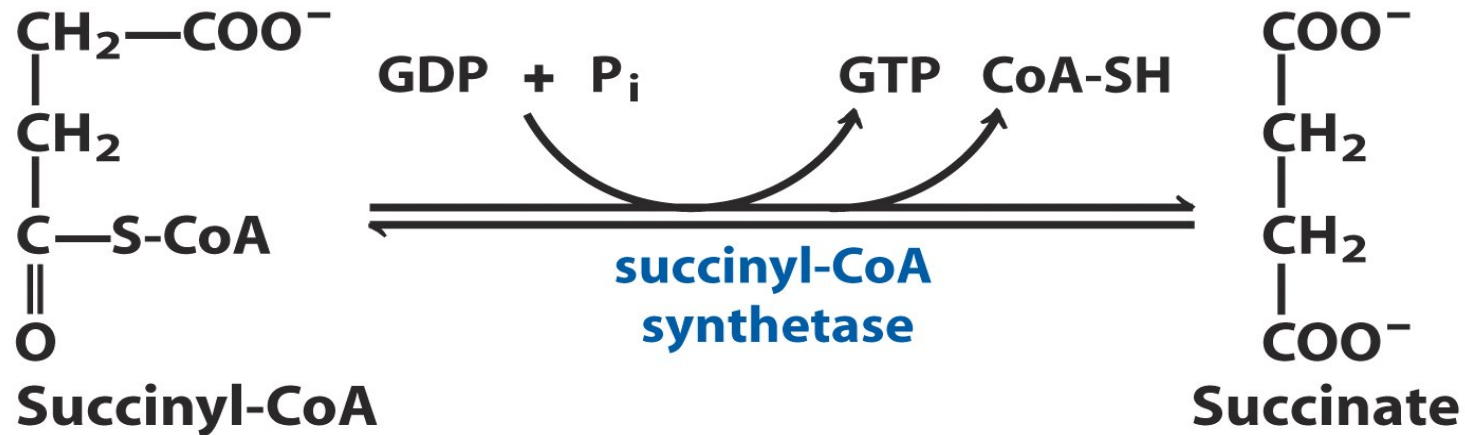 CH₂—COO⁻
CH₂
C—S-CoA
O
Succinyl-CoA
GDP + Pᵢ
GTP
CoA-SH
succinyl-CoA
synthetase
COO⁻
CH₂
CH₂
COO⁻
Succinate